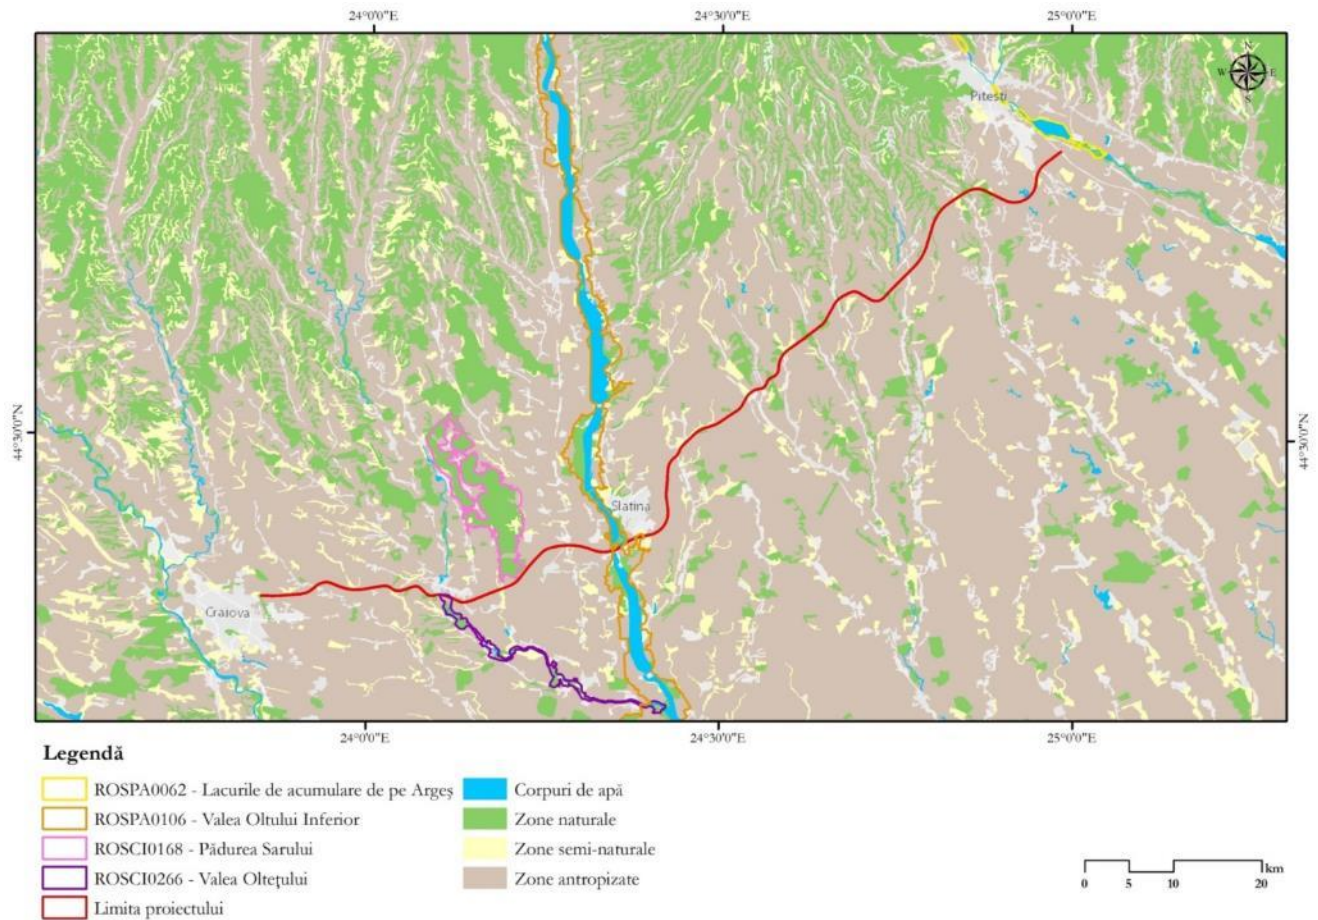 24°0'0"E 24°30'0"E 25°0'0"E
N
W E
S
Pitesti
44°30'0"N 44°30'0"N
Slatina
Craiova
24°0'0"E 24°30'0"E 25°0'0"E
Legendă
ROSPA0062 - Lacurile de acumulare de pe Argeș Corpuri de apă
ROSPA0106 - Valea Oltului Inferior Zone naturale
ROSCI0168 - Pădurea Sarului Zone semi-naturale
ROSCI0266 - Valea Oltețului Zone antropizate
Limita proiectului
km
0 5 10 20